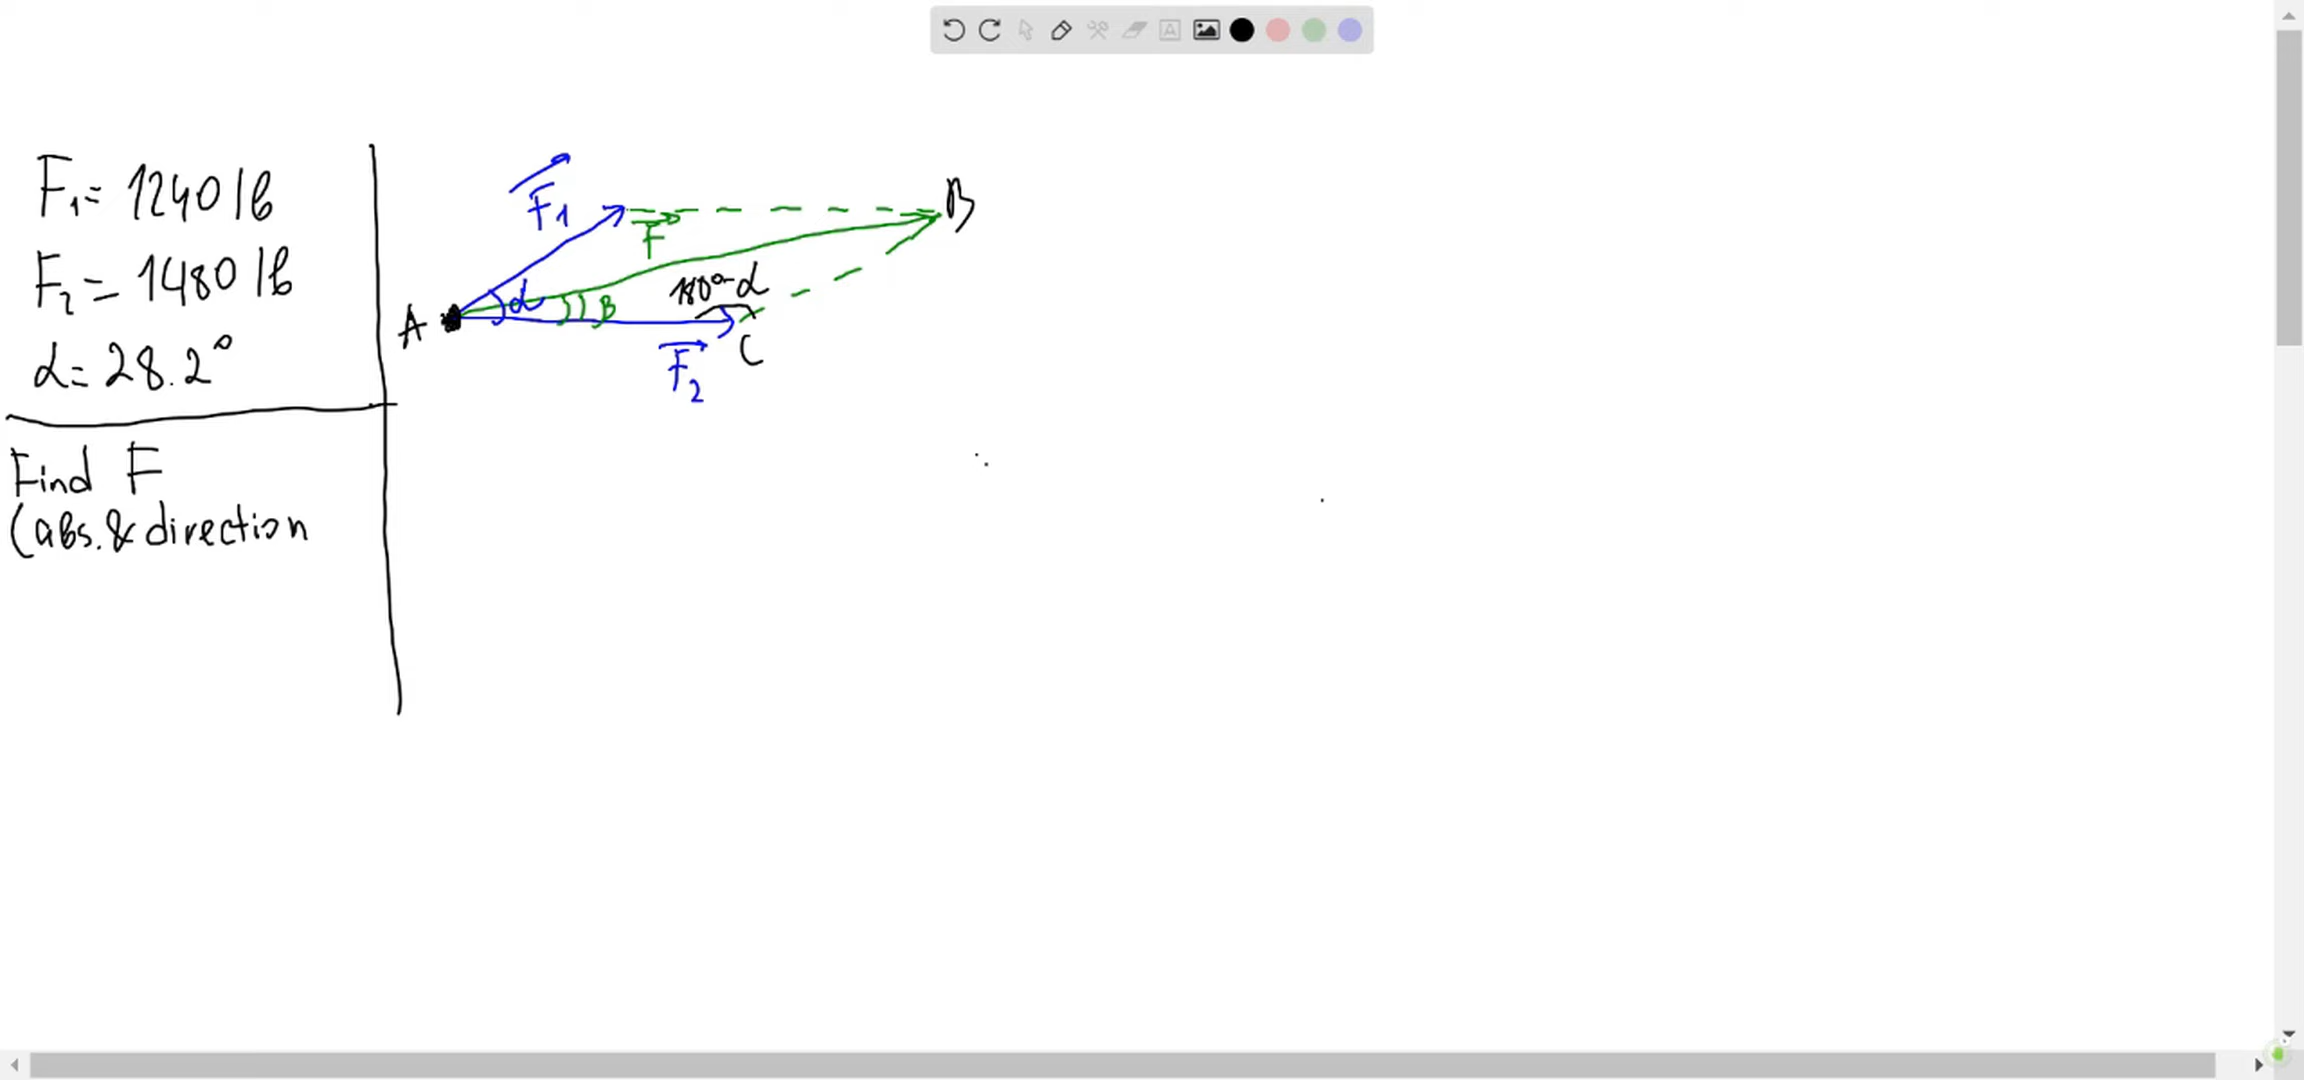 F₁= 1240 lb
F₂= 1480 lb
α= 28.2°
Find F
(abs. & direction
F₁
F
B
180°-α
α
β
A
C
F₂